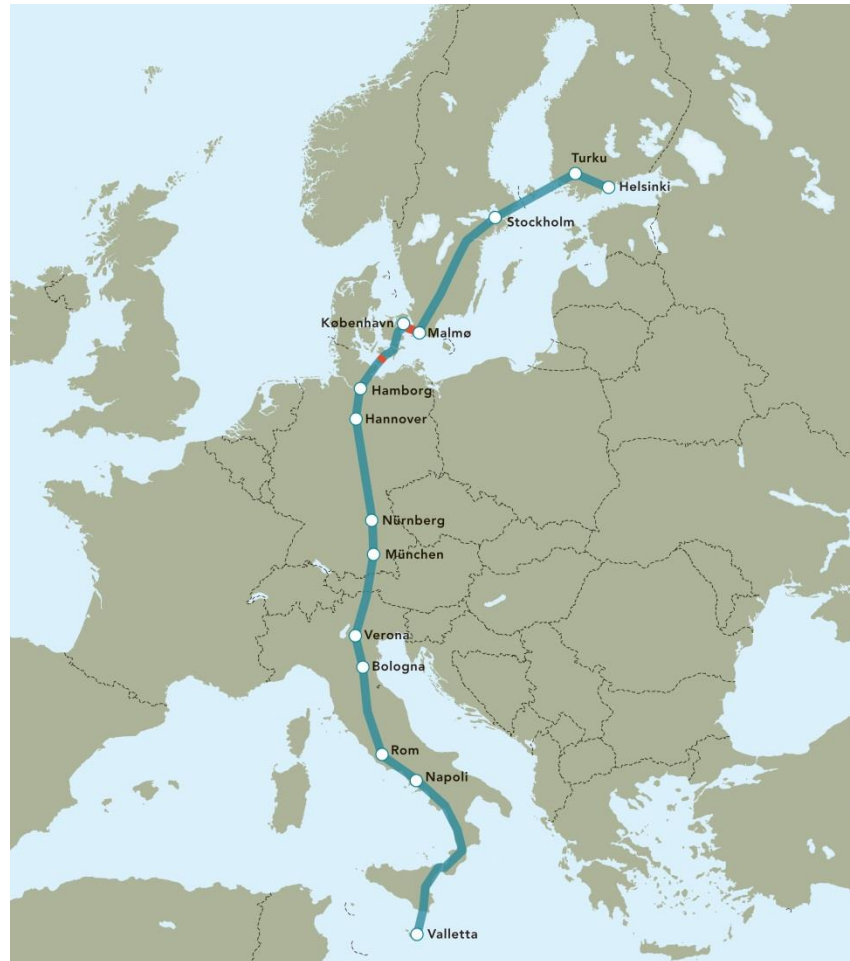 Turku
Helsinki
Stockholm
København
Malmø
Hamborg
Hannover
Nürnberg
München
Verona
Bologna
Rom
Napoli
Valletta